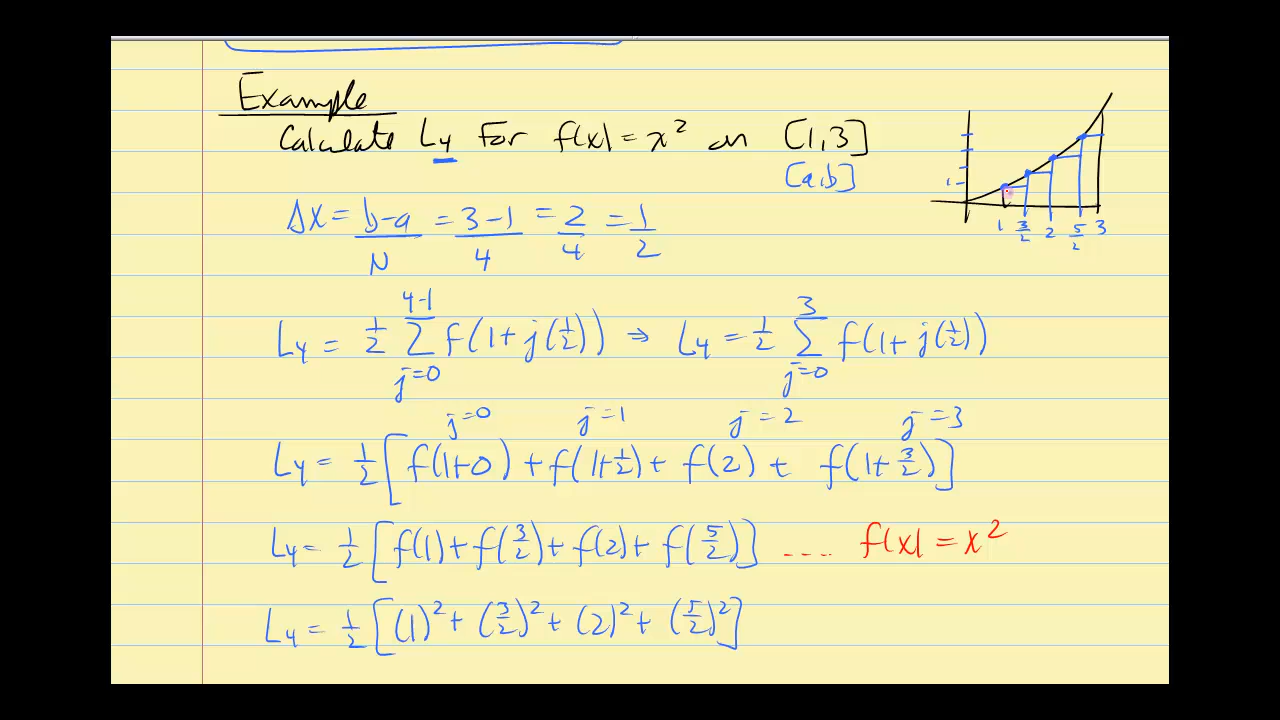 Example
Calculate L₄ for f(x) = x² on [1,3]
[a,b]
Δx = b-a/N = 3-1/4 = 2/4 = 1/2
1 3/2 2 5/2 3
L₄ = 1/2 4-1 Σ j=0 f(1+j(1/2)) ⇒ L₄ = 1/2 3 Σ j=0 f(1+j(1/2))
j=0 j=1 j=2 j=3
L₄ = 1/2 [f(1+0) + f(1+1/2) + f(2) + f(1+3/2)]
L₄ = 1/2 [f(1) + f(3/2) + f(2) + f(5/2)] .... f(x) = x²
L₄ = 1/2 [(1)² + (3/2)² + (2)² + (5/2)²]